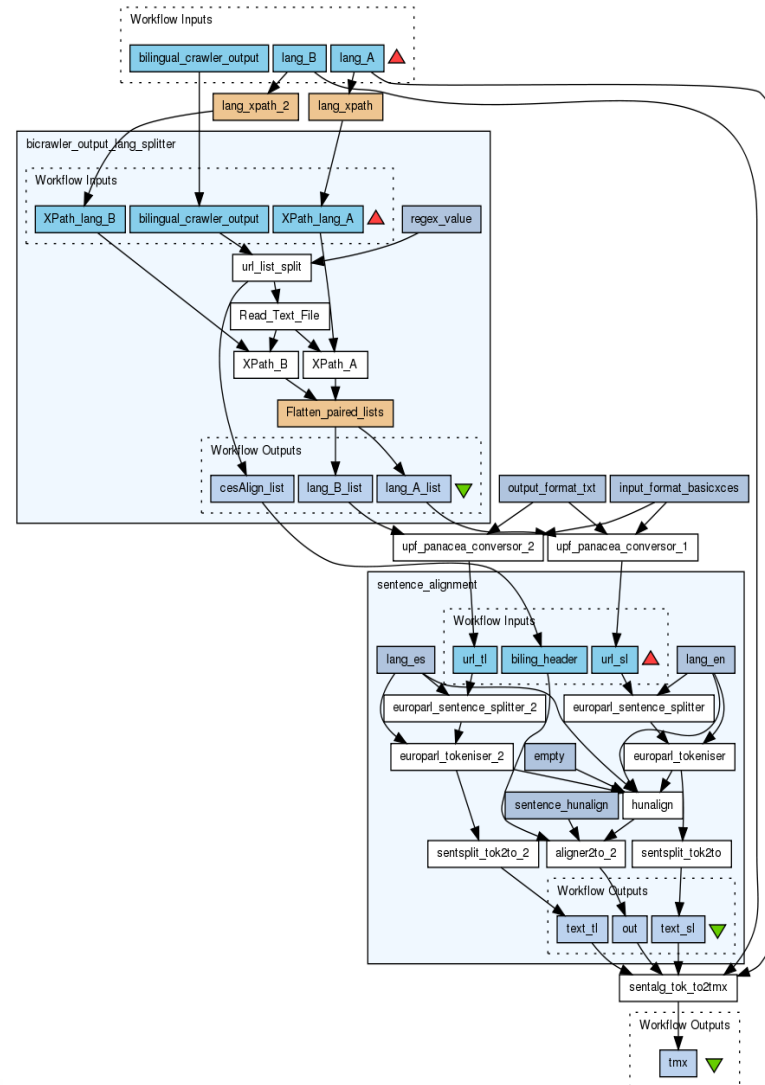 Workflow Inputs
bilingual_crawler_output lang_B lang_A
lang_xpath_2 lang_xpath
bicrawler_output_lang_splitter
Workflow Inputs
XPath_lang_B bilingual_crawler_output XPath_lang_A regex_value
url_list_split
Read_Text_File
XPath_B XPath_A
Flatten_paired_lists
Workflow Outputs
cesAlign_list lang_B_list lang_A_list output_format_txt input_format_basicxces
upf_panacea_conversor_2 upf_panacea_conversor_1
sentence_alignment
Workflow Inputs
lang_es url_tl biling_header url_sl lang_en
europarl_sentence_splitter_2 europarl_sentence_splitter
europarl_tokeniser_2 empty europarl_tokeniser
sentence_hunalign hunalign
sentsplit_tok2to_2 aligner2to_2 sentsplit_tok2to
Workflow Outputs
text_tl out text_sl
sentalg_tok_to2tmx
Workflow Outputs
tmx